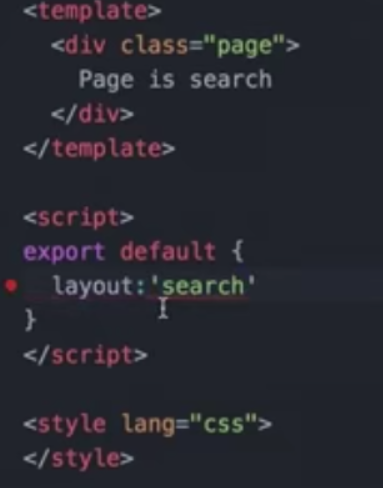 <template>
<div class="page">
Page is search
</div>
</template>
<script>
export default {
layout:'search'
}
</script>
<style lang="css">
</style>